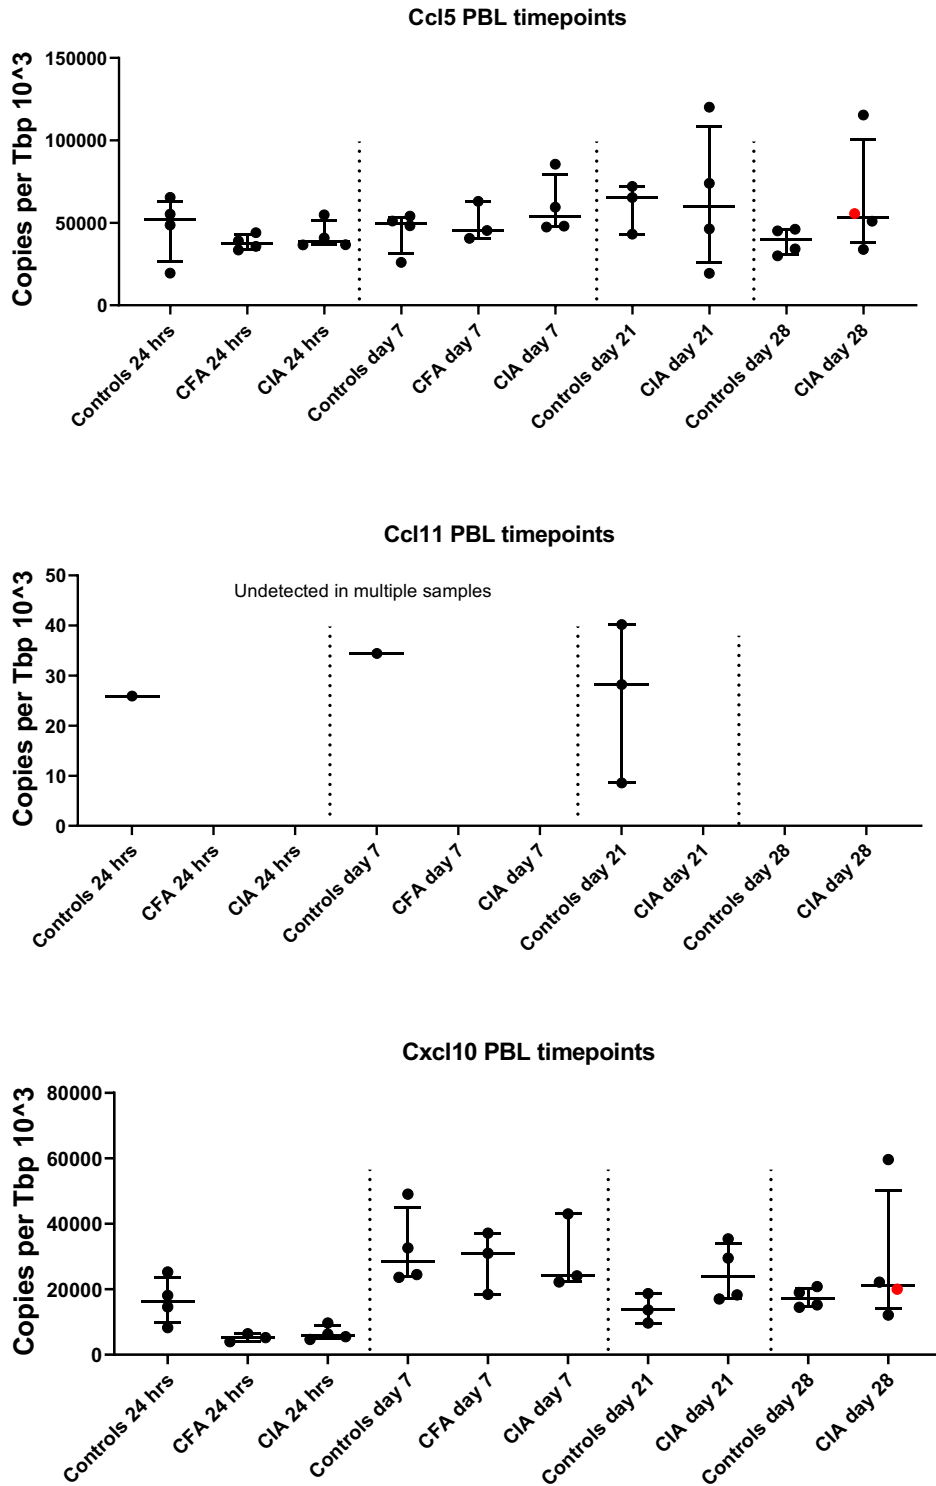 Ccl5 PBL timepoints
Copies per Tbp 10^3
150000
100000
50000
0
Controls 24 hrs
CFA 24 hrs
CIA 24 hrs
Controls day 7
CFA day 7
CIA day 7
Controls day 21
CIA day 21
Controls day 28
CIA day 28
Ccl11 PBL timepoints
Copies per Tbp 10^3
Undetected in multiple samples
50
40
30
20
10
0
Controls 24 hrs
CFA 24 hrs
CIA 24 hrs
Controls day 7
CFA day 7
CIA day 7
Controls day 21
CIA day 21
Controls day 28
CIA day 28
Cxcl10 PBL timepoints
Copies per Tbp 10^3
80000
60000
40000
20000
0
Controls 24 hrs
CFA 24 hrs
CIA 24 hrs
Controls day 7
CFA day 7
CIA day 7
Controls day 21
CIA day 21
Controls day 28
CIA day 28